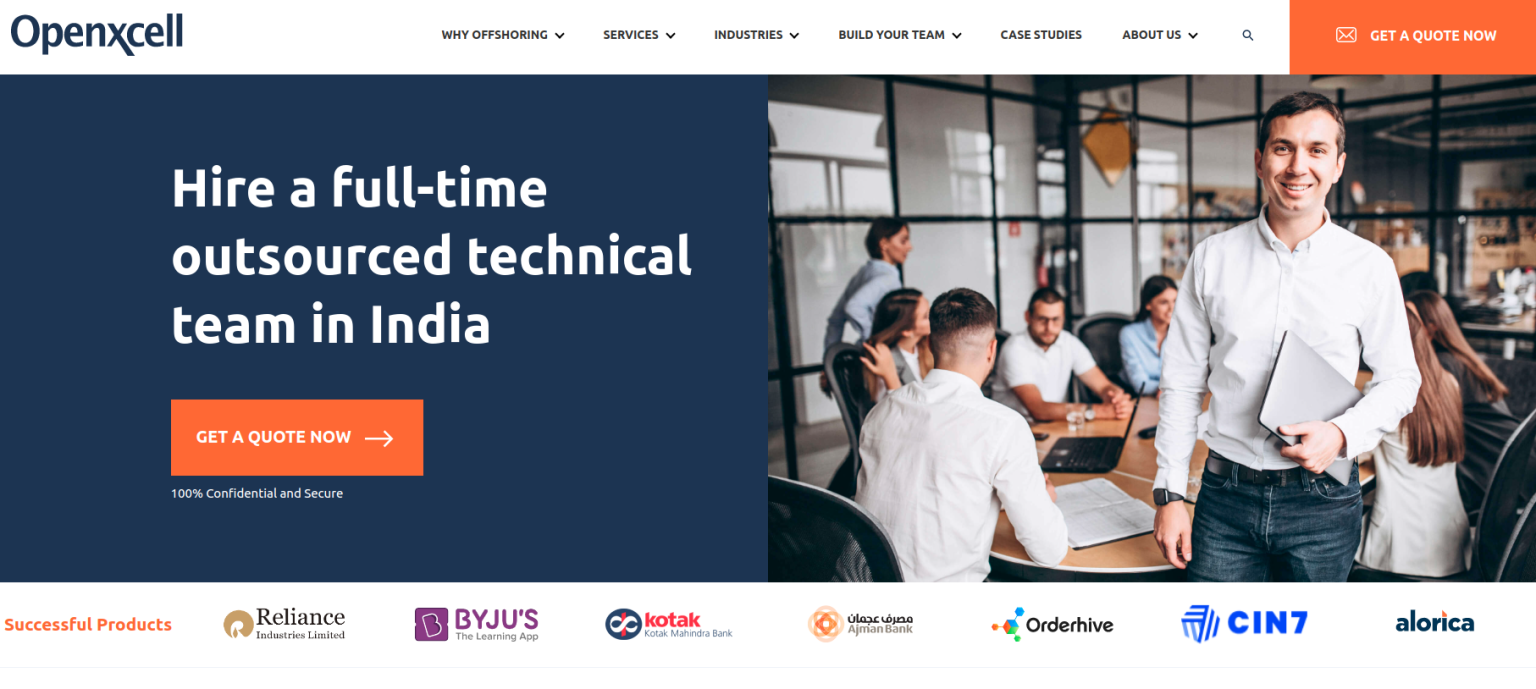 Openxcell
WHY OFFSHORING
SERVICES
INDUSTRIES
BUILD YOUR TEAM
CASE STUDIES
ABOUT US
GET A QUOTE NOW
Hire a full-time
outsourced technical
team in India
GET A QUOTE NOW
100% Confidential and Secure
Successful Products
Reliance
Industries Limited
BYJU'S
The Learning App
kotak
Kotak Mahindra Bank
مصرف عجمان
Ajman Bank
Orderhive
CIN7
alorica